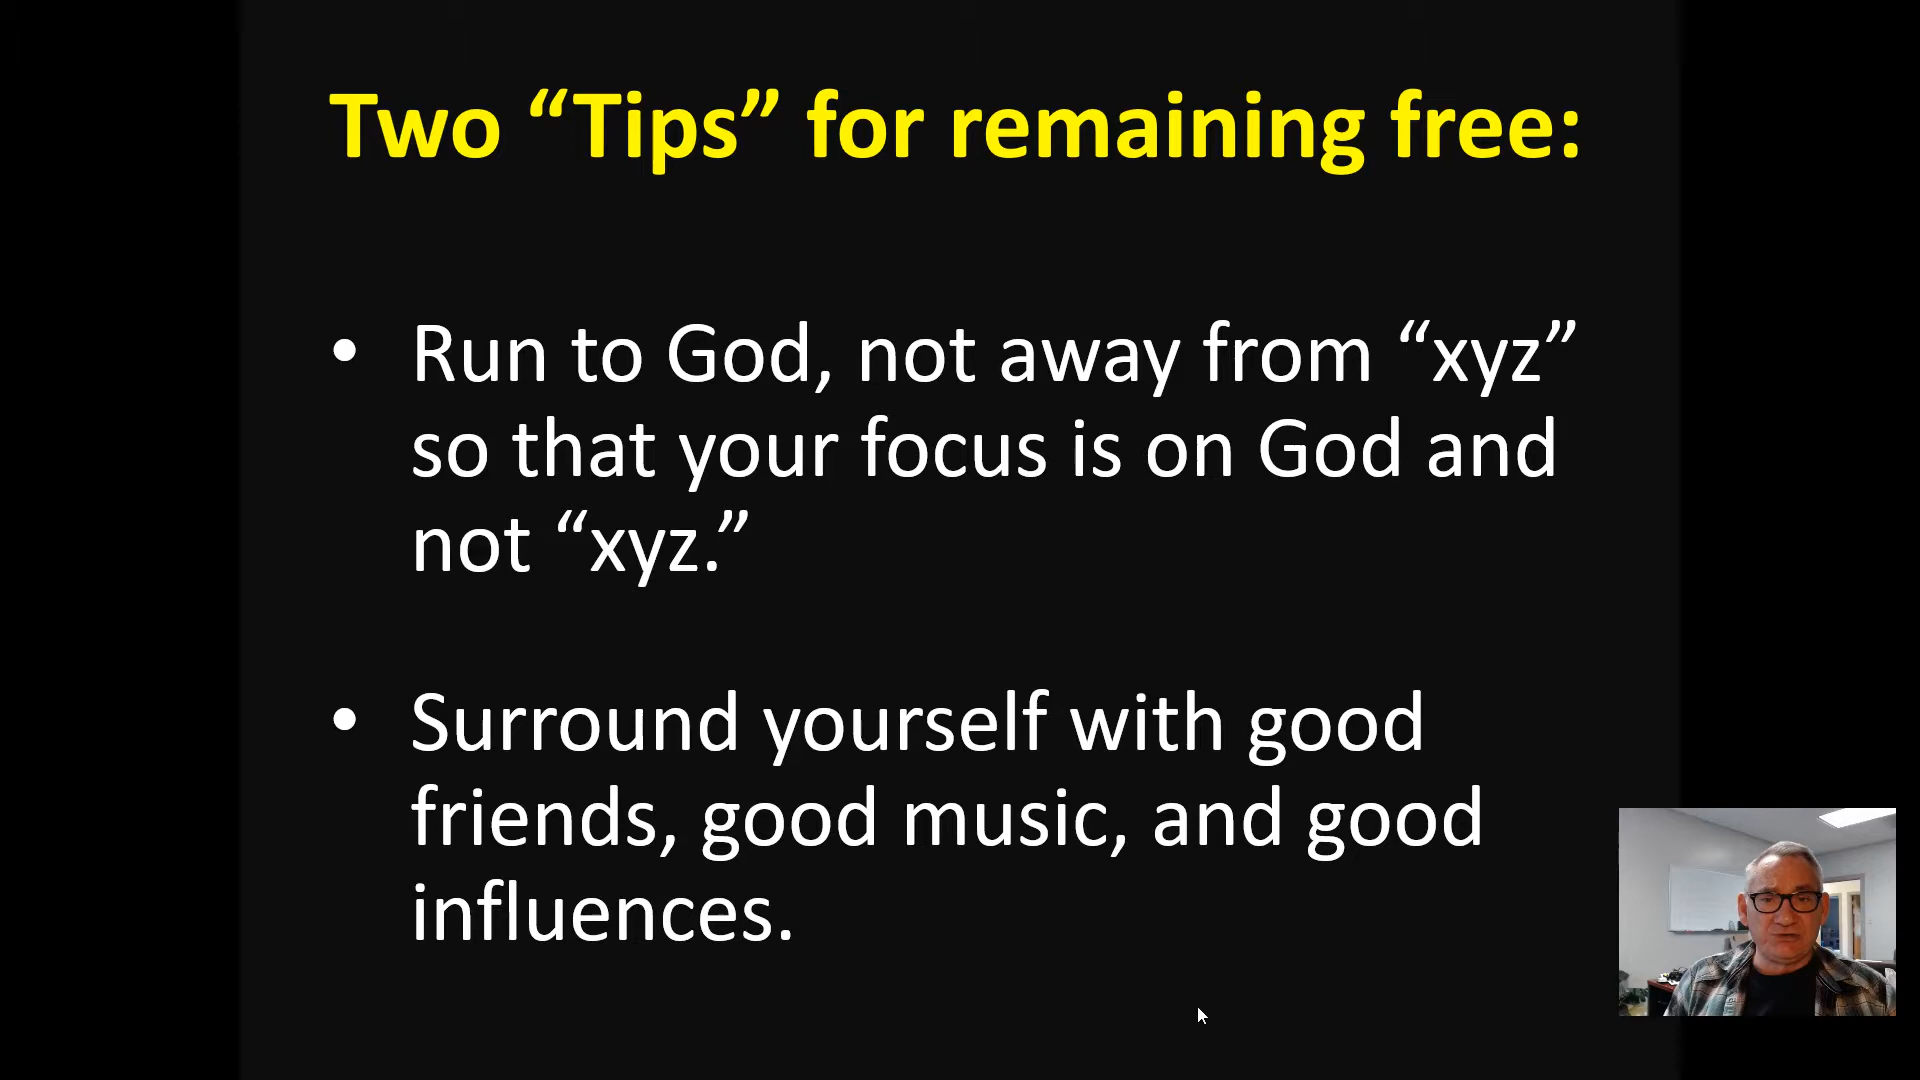 Two “Tips” for remaining free:
• Run to God, not away from “xyz”
so that your focus is on God and
not “xyz.”
• Surround yourself with good
friends, good music, and good
influences.